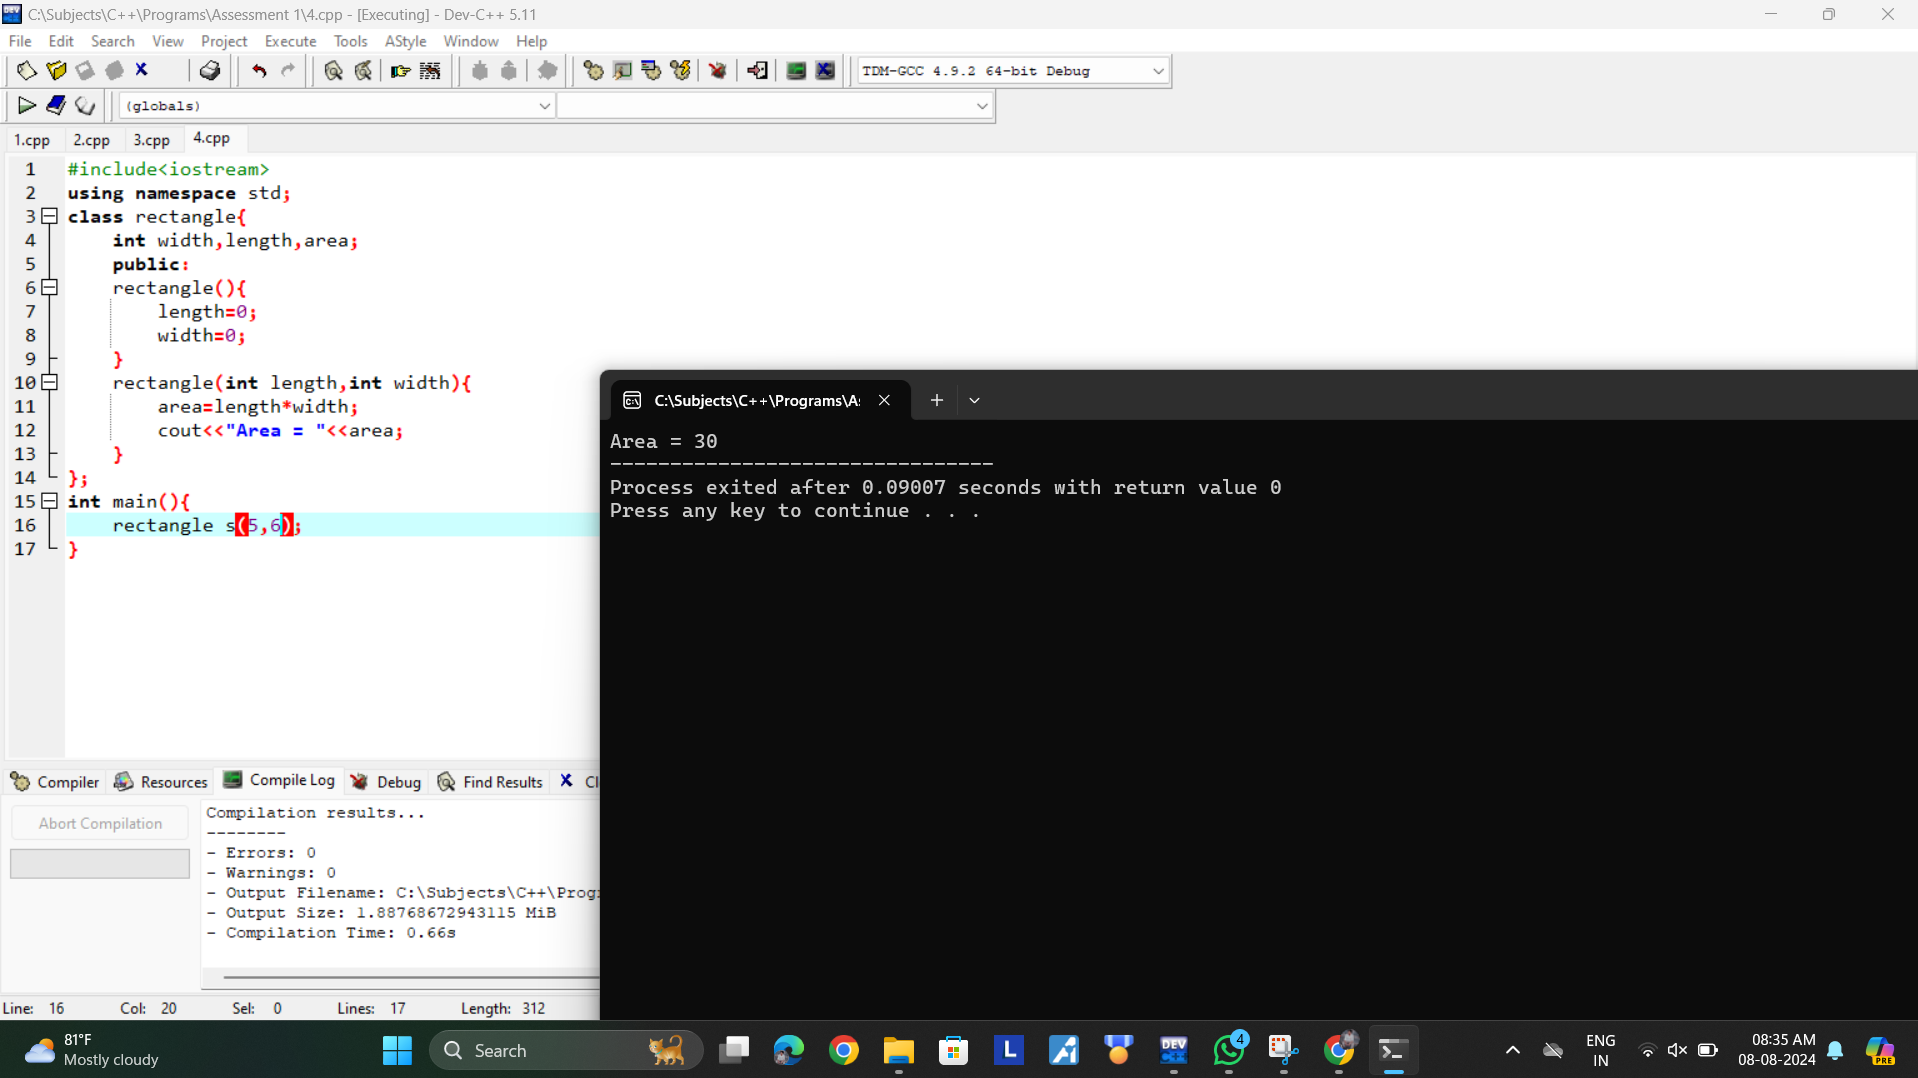 C:\Subjects\C++\Programs\Assessment 1\4.cpp - [Executing] - Dev-C++ 5.11
File Edit Search View Project Execute Tools AStyle Window Help
TDM-GCC 4.9.2 64-bit Debug
(globals)
1.cpp 2.cpp 3.cpp 4.cpp
1 #include<iostream>
2 using namespace std;
3 class rectangle{
4 int width,length,area;
5 public:
6 rectangle(){
7 length=0;
8 width=0;
9 }
10 rectangle(int length,int width){
11 area=length*width;
12 cout<<"Area = "<<area;
13 }
14 };
15 int main(){
16 rectangle s(5,6);
17 }
C:\Subjects\C++\Programs\A
Area = 30
--------------------------------
Process exited after 0.09007 seconds with return value 0
Press any key to continue . . .
Compiler Resources Compile Log Debug Find Results Cl
Abort Compilation
Compilation results...
--------
- Errors: 0
- Warnings: 0
- Output Filename: C:\Subjects\C++\Prog
- Output Size: 1.88768672943115 MiB
- Compilation Time: 0.66s
Line: 16 Col: 20 Sel: 0 Lines: 17 Length: 312
81°F
Mostly cloudy
Search
DEV
L
4
ENG
IN
08:35 AM
08-08-2024
PRE